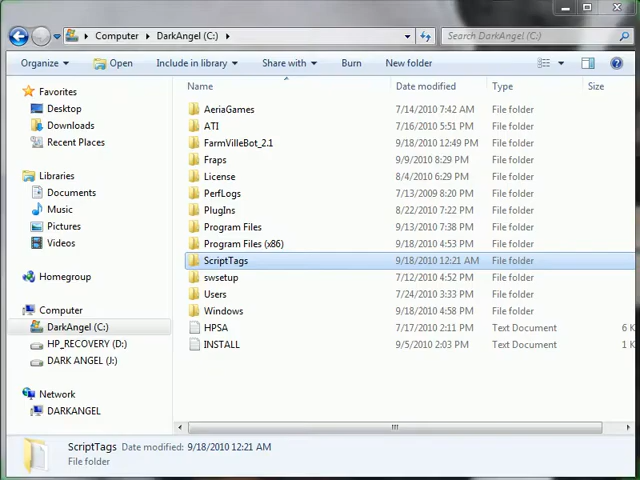 Computer ▸ DarkAngel (C:) ▸ Search DarkAngel (C:)
Organize Open Include in library Share with Burn New folder
Name Date modified Type Size
Favorites
Desktop
Downloads
Recent Places
Libraries
Documents
Music
Pictures
Videos
Homegroup
Computer
DarkAngel (C:)
HP_RECOVERY (D:)
DARK ANGEL (J:)
Network
DARKANGEL
AeriaGames 7/14/2010 7:42 AM File folder
ATI 7/16/2010 5:51 PM File folder
FarmVilleBot_2.1 9/18/2010 12:49 PM File folder
Fraps 9/9/2010 8:29 PM File folder
License 8/4/2010 6:29 PM File folder
PerfLogs 7/13/2009 8:20 PM File folder
PlugIns 8/22/2010 7:22 PM File folder
Program Files 9/13/2010 7:38 PM File folder
Program Files (x86) 9/18/2010 4:53 PM File folder
ScriptTags 9/18/2010 12:21 AM File folder
swsetup 7/12/2010 4:52 PM File folder
Users 7/24/2010 3:33 PM File folder
Windows 9/18/2010 4:58 PM File folder
HPSA 7/17/2010 2:11 PM Text Document 6 K
INSTALL 9/5/2010 2:03 PM Text Document 1 K
ScriptTags Date modified: 9/18/2010 12:21 AM
File folder